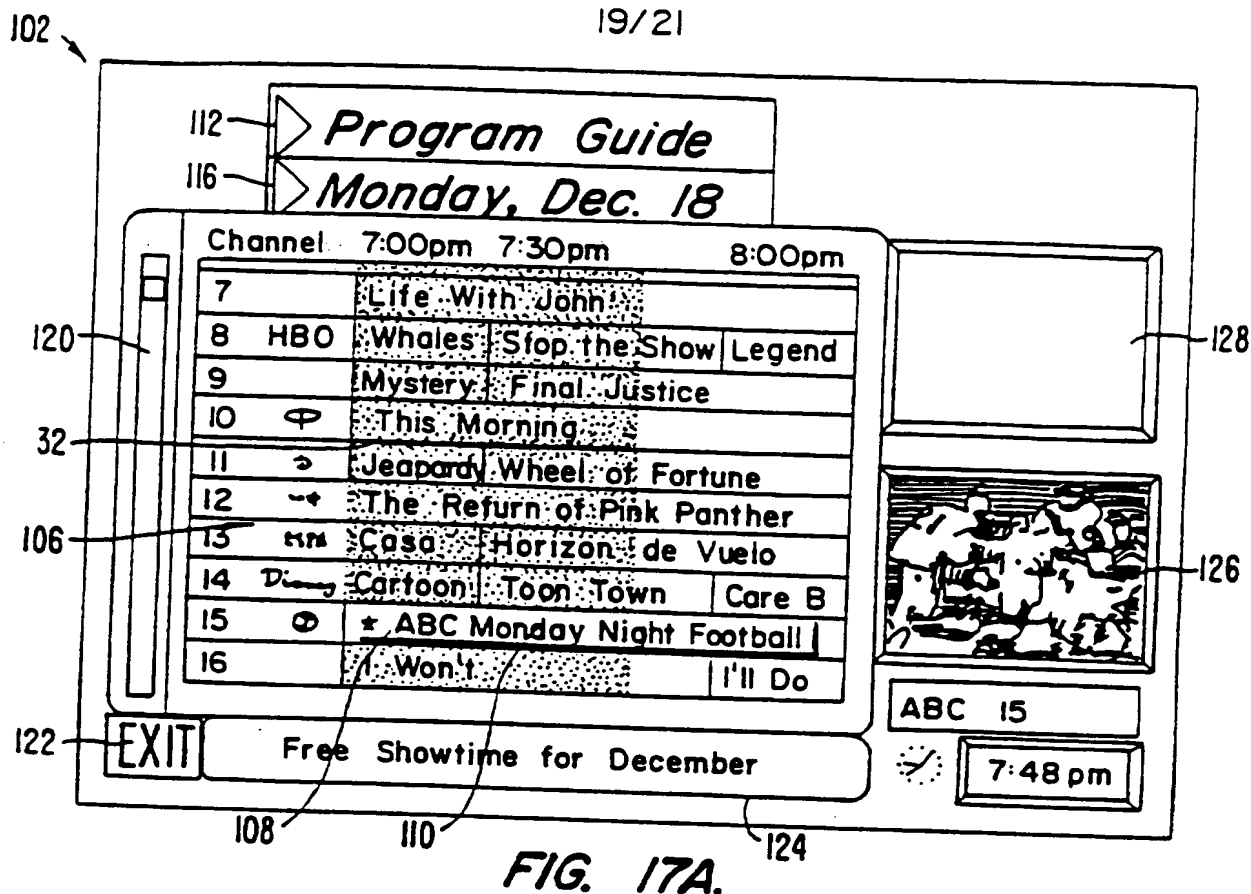 19/21
102
112 Program Guide
116 Monday, Dec. 18
Channel 7:00pm 7:30pm 8:00pm
7 Life With John
8 HBO Whales Stop the Show Legend
9 Mystery Final Justice
10 This Morning
32
11 Jeapardy Wheel of Fortune
12 The Return of Pink Panther
106
13 Casa Horizon de Vuelo
14 Disney Cartoon Toon Town Care B
15 * ABC Monday Night Football
16 I Won't I'll Do
120
128
126
ABC 15
7:48 pm
122 EXIT Free Showtime for December
108 110 124
FIG. 17A.